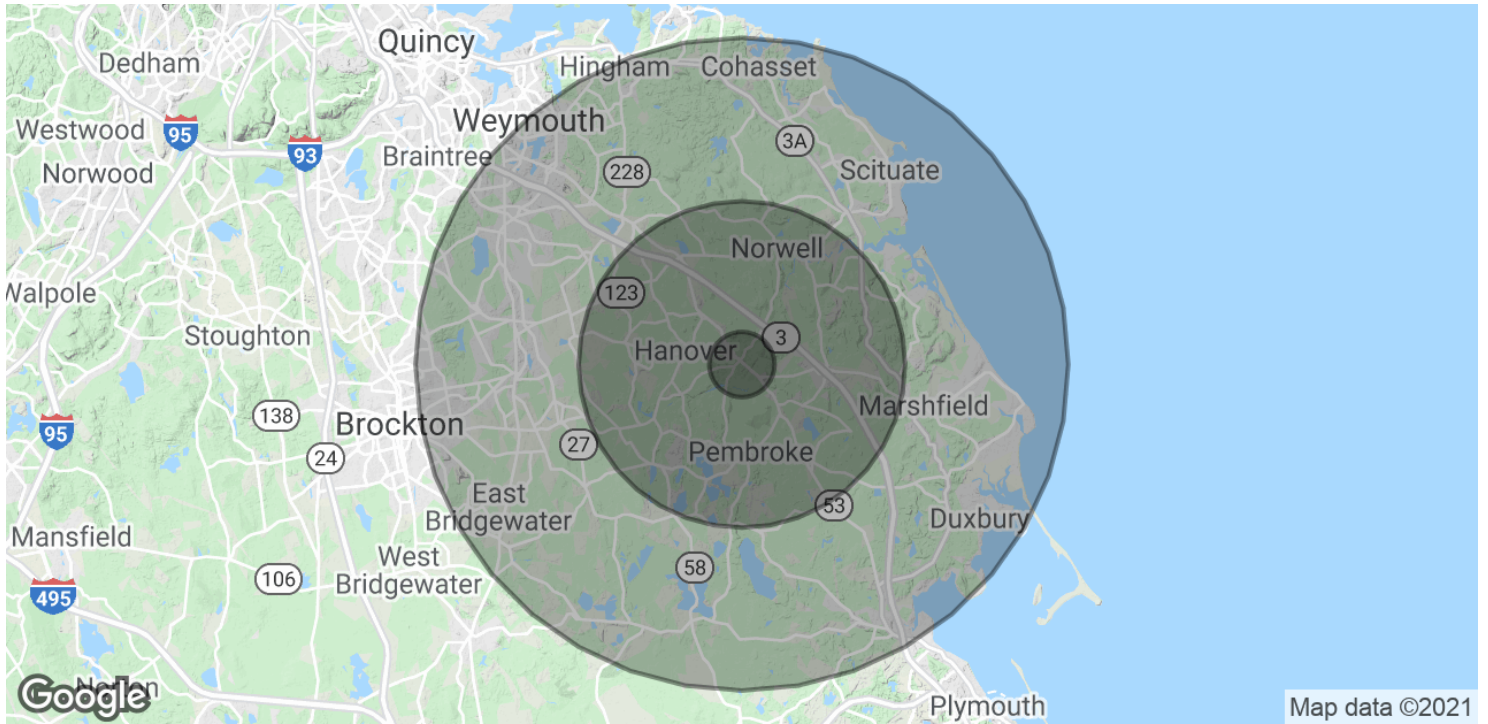 Quincy
Dedham
Hingham
Cohasset
Weymouth
Westwood
95
93
3A
Braintree
Norwood
228
Scituate
Norwell
Walpole
123
Stoughton
3
Hanover
Marshfield
138
Brockton
95
27
Pembroke
24
East
Bridgewater
53
Duxbury
Mansfield
West
Bridgewater
58
106
495
Norton
Google
Plymouth
Map data ©2021